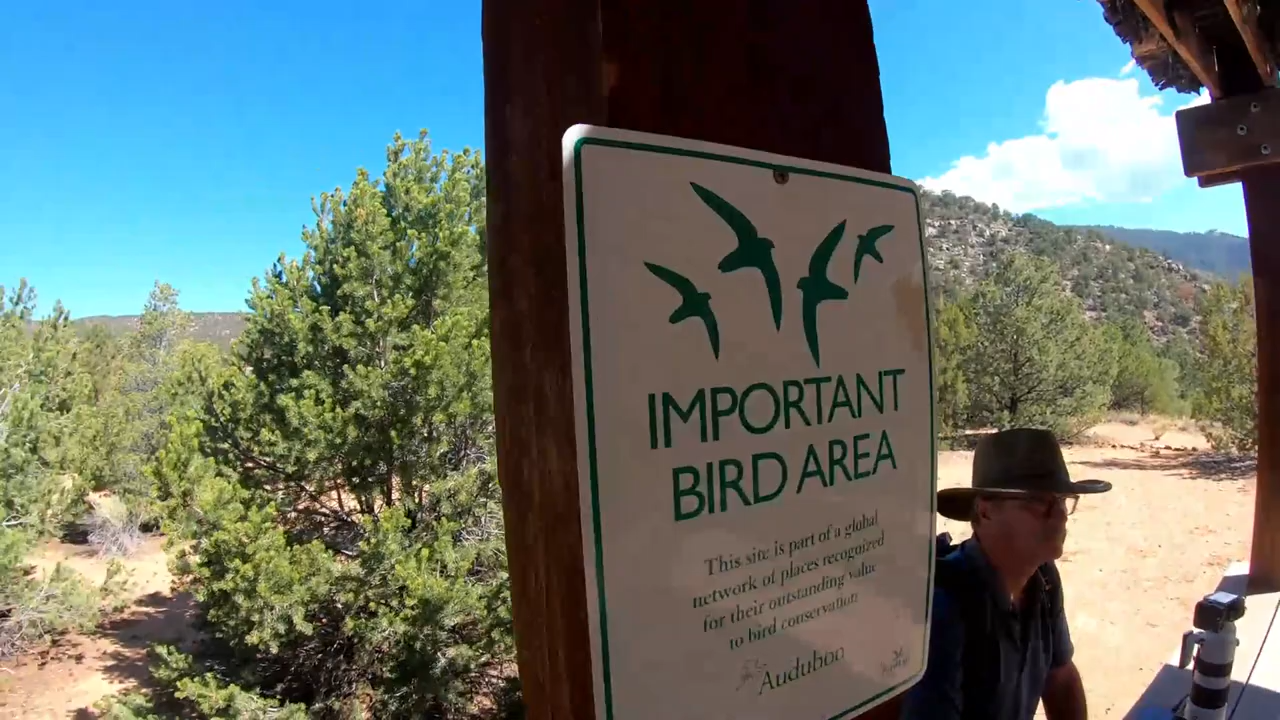 IMPORTANT
BIRD AREA
This site is part of a global
network of places recognized
for their outstanding value
to bird conservation
Audubon